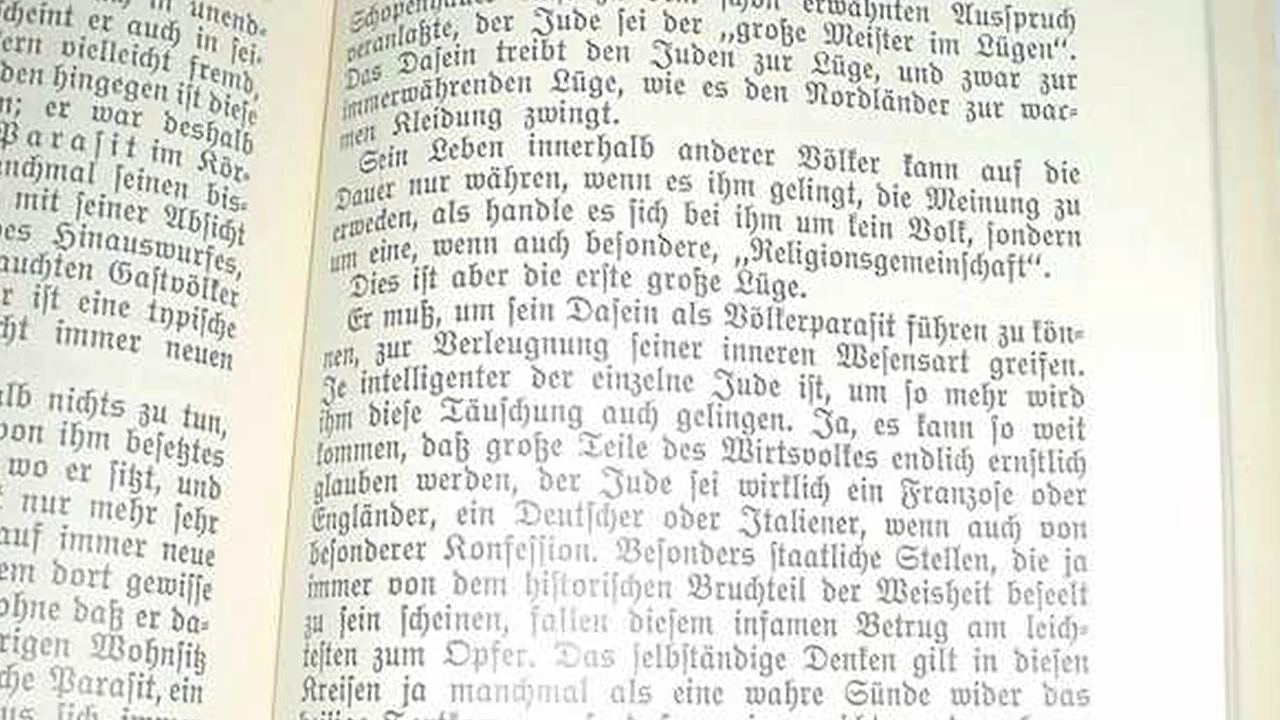 in unend-
scheint er auch in sei-
vielleicht fremd,
den hingegen ist diese
er war deshalb
Parasit im Kör-
manchmal seinen bis-
mit seiner Absicht
Hinauswurfes,
Gastvölker
ist eine typische
immer neuen
nichts zu tun,
von ihm besetztes
wo er sitzt, und
nur mehr sehr
auf immer neue
dort gewisse
ohne daß er da-
Wohnsitz
Parasit, ein
sich immer
Schopenhauer schon erwähnten Ausspruch
veranlaßte, der Jude sei der „große Meister im Lügen“.
Das Dasein treibt den Juden zur Lüge, und zwar zur
immerwährenden Lüge, wie es den Nordländer zur war-
men Kleidung zwingt.
Sein Leben innerhalb anderer Völker kann auf die
Dauer nur währen, wenn es ihm gelingt, die Meinung zu
erwecken, als handle es sich bei ihm um kein Volk, sondern
um eine, wenn auch besondere, „Religionsgemeinschaft“.
Dies ist aber die erste große Lüge.
Er muß, um sein Dasein als Völkerparasit führen zu kön-
nen, zur Verleugnung seiner inneren Wesensart greifen.
Je intelligenter der einzelne Jude ist, um so mehr wird
ihm diese Täuschung auch gelingen. Ja, es kann so weit
kommen, daß große Teile des Wirtsvolkes endlich ernstlich
glauben werden, der Jude sei wirklich ein Franzose oder
Engländer, ein Deutscher oder Italiener, wenn auch von
besonderer Konfession. Besonders staatliche Stellen, die ja
immer von dem historischen Bruchteil der Weisheit beseelt
zu sein scheinen, fallen diesem infamen Betrug am leich-
testen zum Opfer. Das selbständige Denken gilt in diesen
Kreisen ja manchmal als eine wahre Sünde wider das